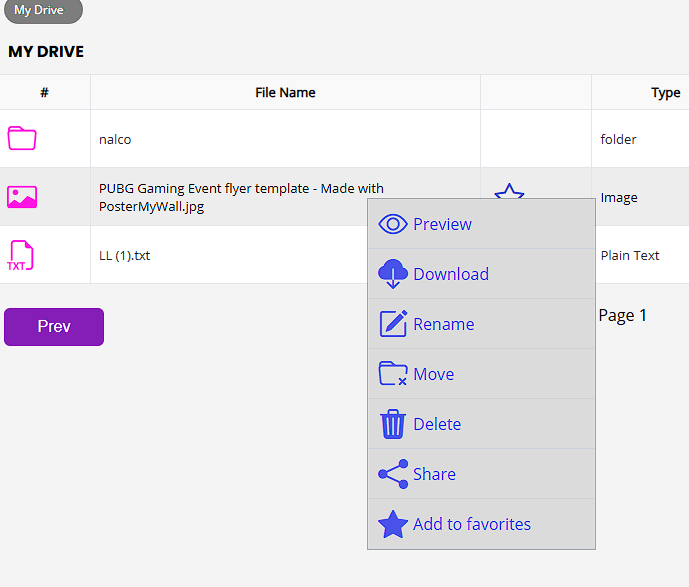 My Drive
MY DRIVE
# File Name Type
nalco folder
PUBG Gaming Event flyer template - Made with
PosterMyWall.jpg
Image
TXT LL (1).txt Plain Text
Prev Page 1
Preview
Download
Rename
Move
Delete
Share
Add to favorites